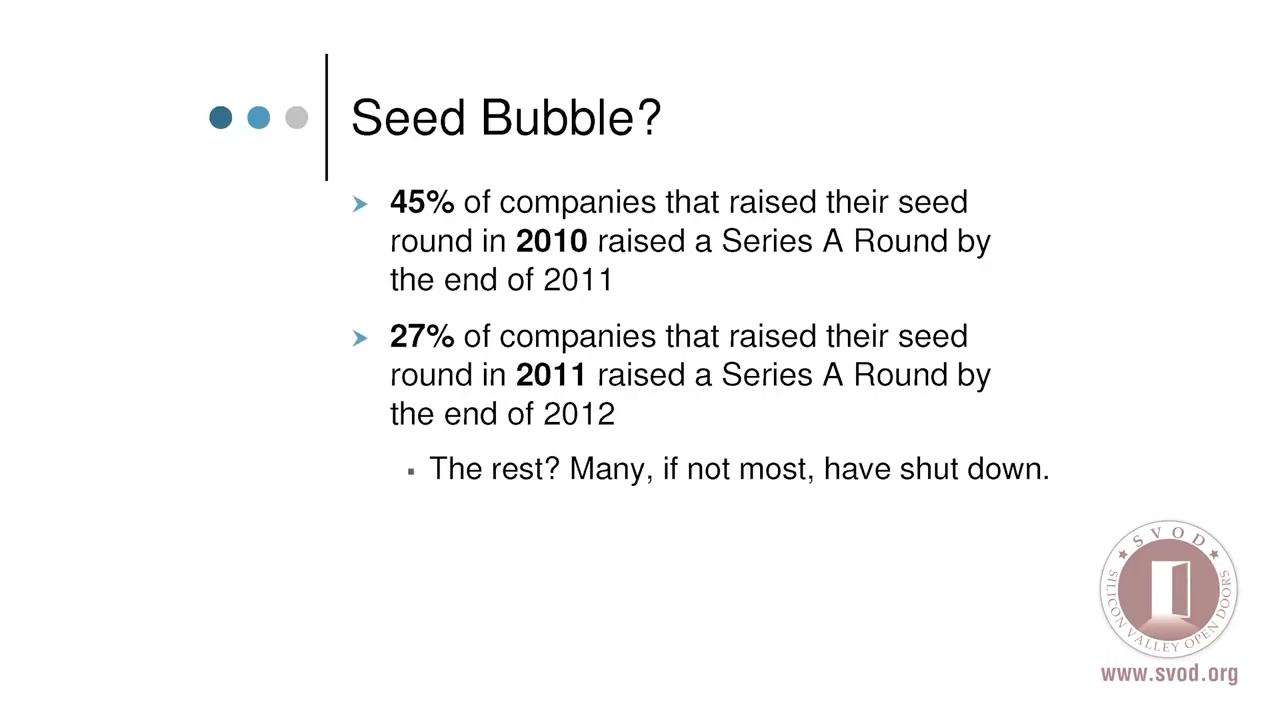 Seed Bubble?
45% of companies that raised their seed
round in 2010 raised a Series A Round by
the end of 2011
27% of companies that raised their seed
round in 2011 raised a Series A Round by
the end of 2012
The rest? Many, if not most, have shut down.
SVOD
SILICON VALLEY OPEN DOORS
www.svod.org